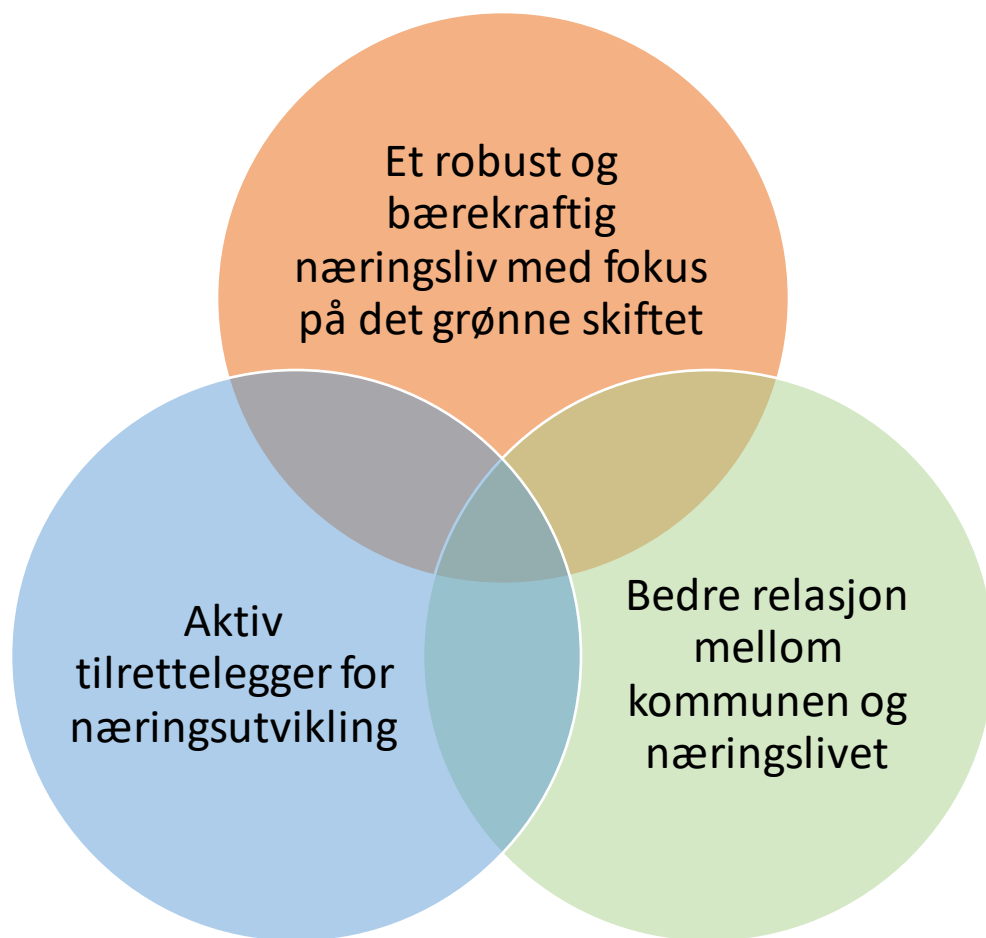 Et robust og
bærekraftig
næringsliv med fokus
på det grønne skiftet
Aktiv
tilrettelegger for
næringsutvikling
Bedre relasjon
mellom
kommunen og
næringslivet